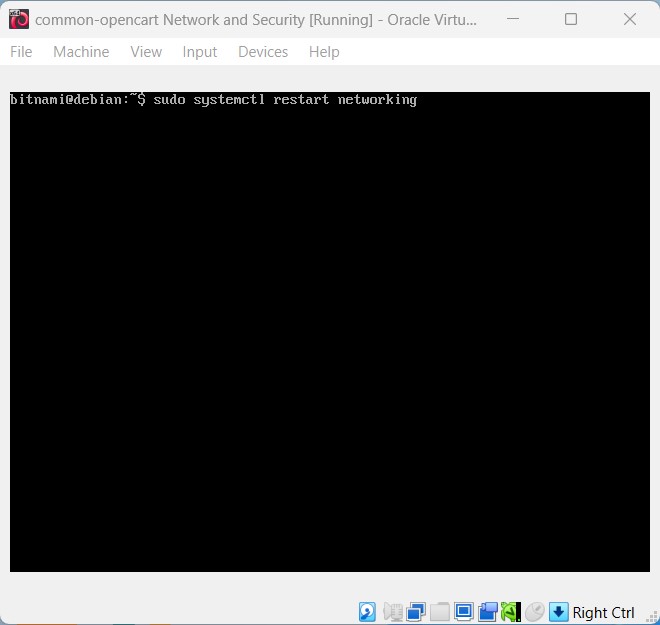 common-opencart Network and Security [Running] - Oracle Virtu...
File Machine View Input Devices Help
bitnami@debian:~$ sudo systemctl restart networking
Right Ctrl